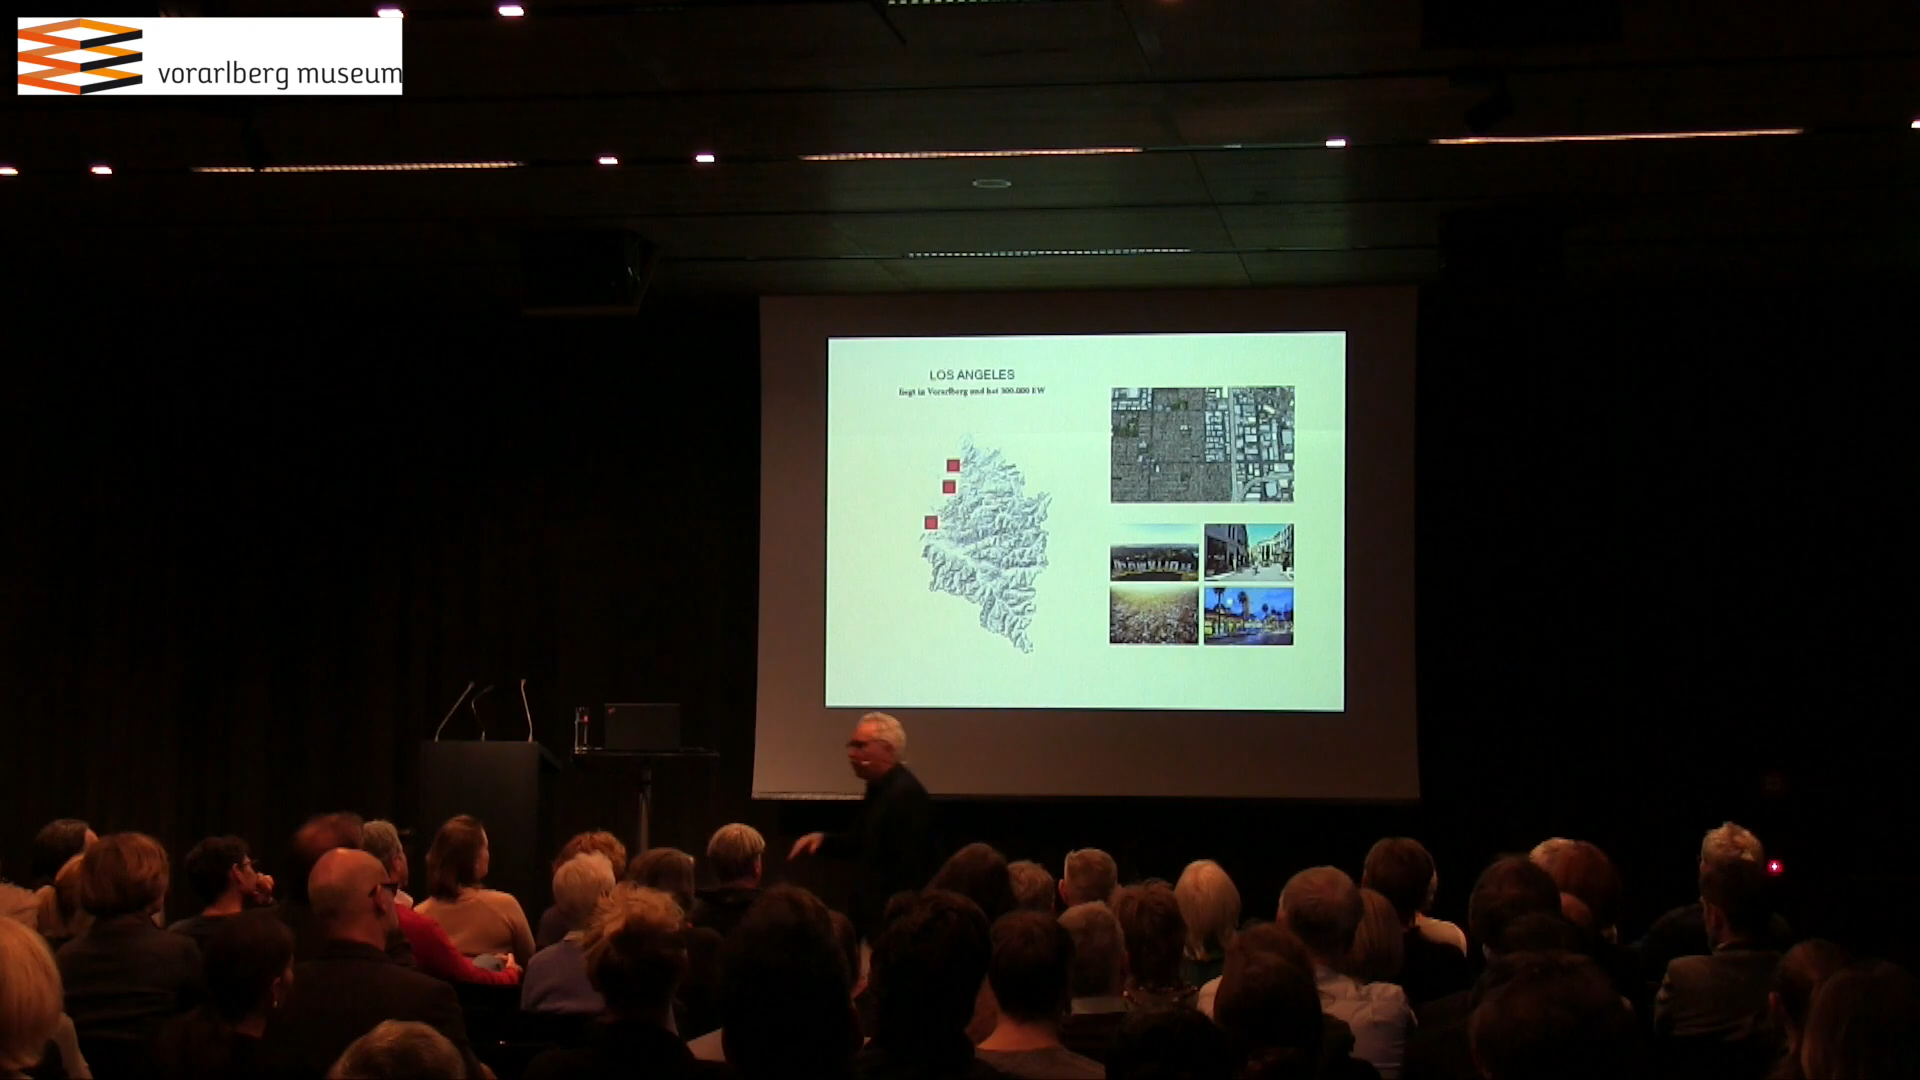 vorarlberg museum
LOS ANGELES
liegt in Vorarlberg und hat 300.000 EW